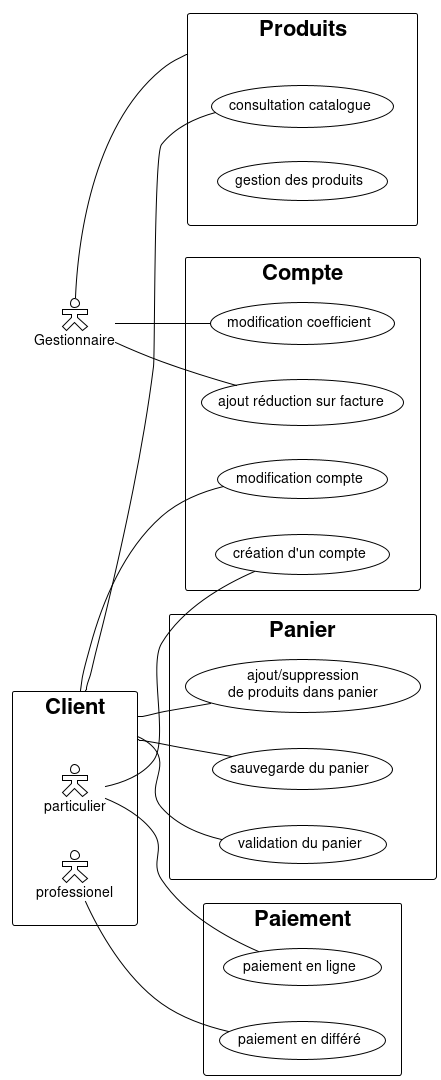 Produits
consultation catalogue
gestion des produits
Gestionnaire
Compte
modification coefficient
ajout réduction sur facture
modification compte
création d'un compte
Panier
ajout/suppression
de produits dans panier
sauvegarde du panier
validation du panier
Client
particulier
professionel
Paiement
paiement en ligne
paiement en différé